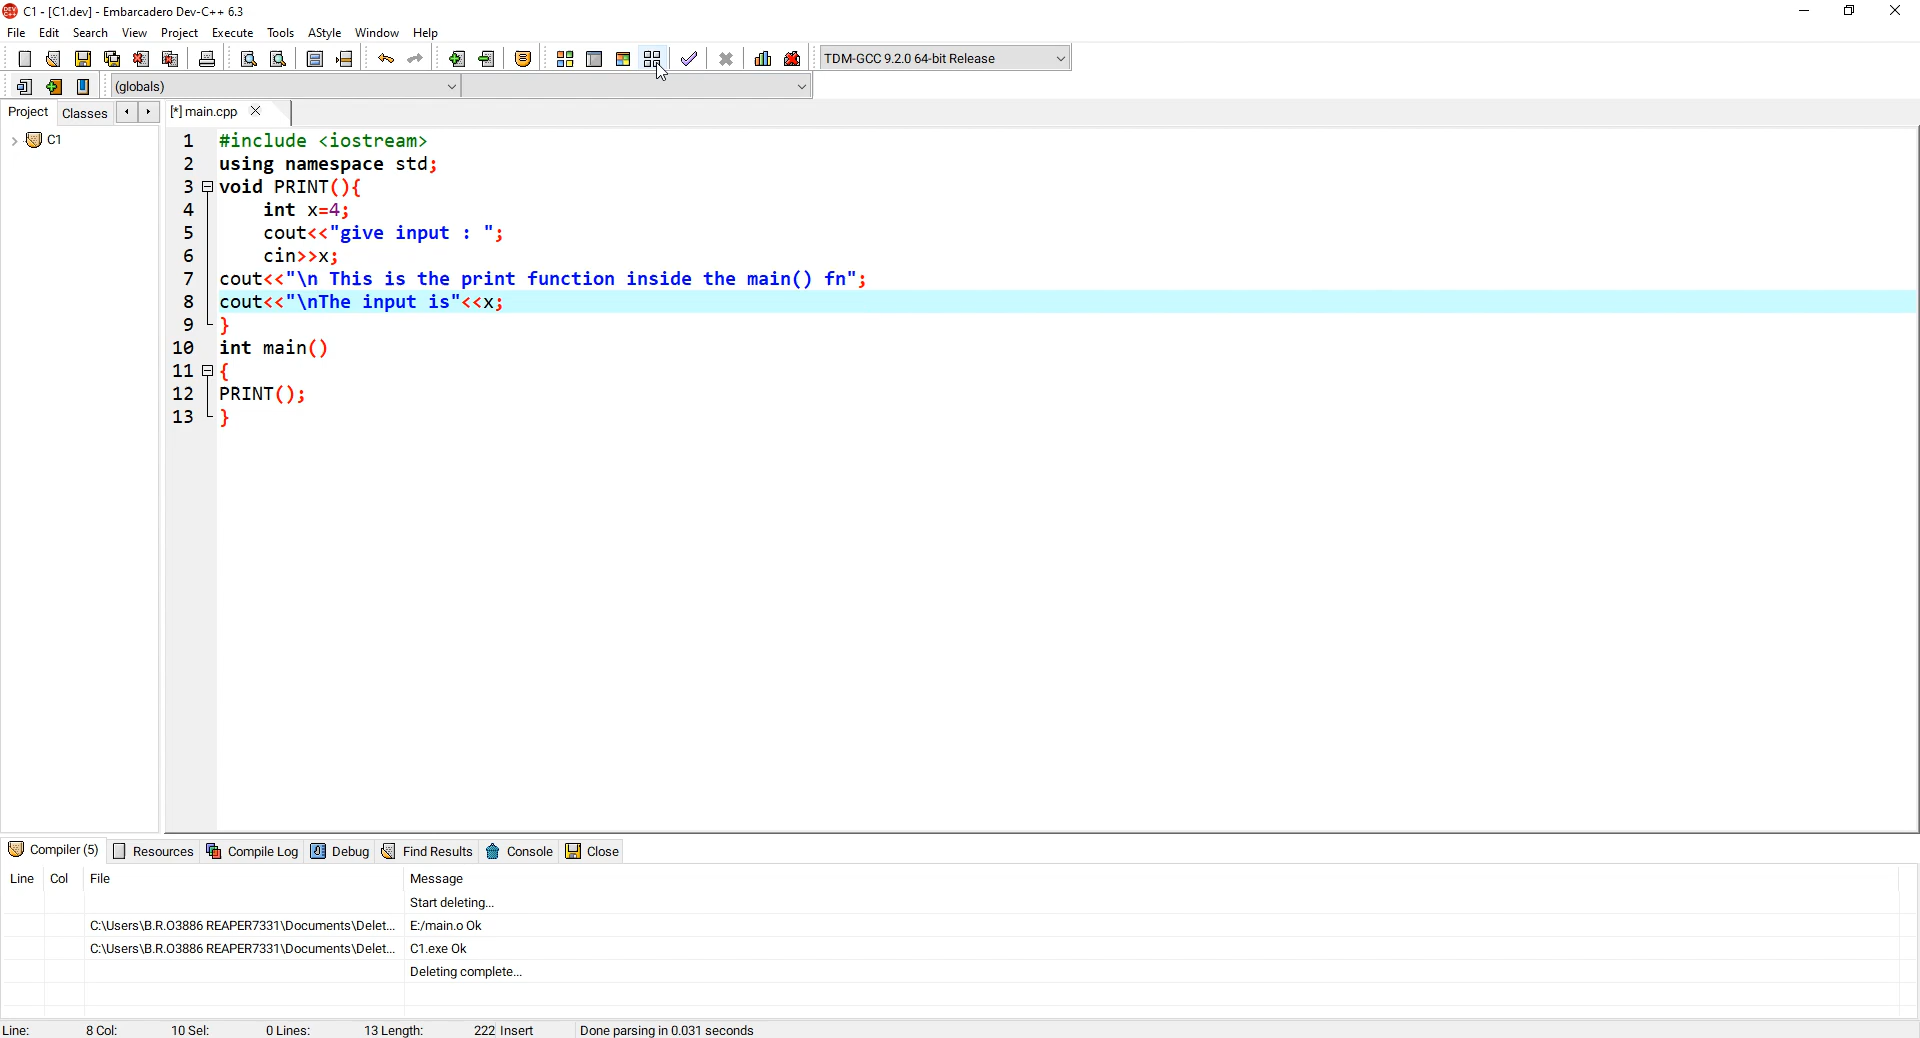 C1 - [C1.dev] - Embarcadero Dev-C++ 6.3
File Edit Search View Project Execute Tools AStyle Window Help
TDM-GCC 9.2.0 64-bit Release
(globals)
Project Classes [*] main.cpp
C1
1 #include <iostream>
2 using namespace std;
3 void PRINT(){
4 int x=4;
5 cout<<"give input : ";
6 cin>>x;
7 cout<<"\n This is the print function inside the main() fn";
8 cout<<"\nThe input is"<<x;
9 }
10 int main()
11 {
12 PRINT();
13 }
Compiler (5) Resources Compile Log Debug Find Results Console Close
Line Col File Message
Start deleting...
C:\Users\B.R.O3886 REAPER7331\Documents\Delet... E:/main.o Ok
C:\Users\B.R.O3886 REAPER7331\Documents\Delet... C1.exe Ok
Deleting complete...
Line: 8 Col: 10 Sel: 0 Lines: 13 Length: 222 Insert Done parsing in 0.031 seconds